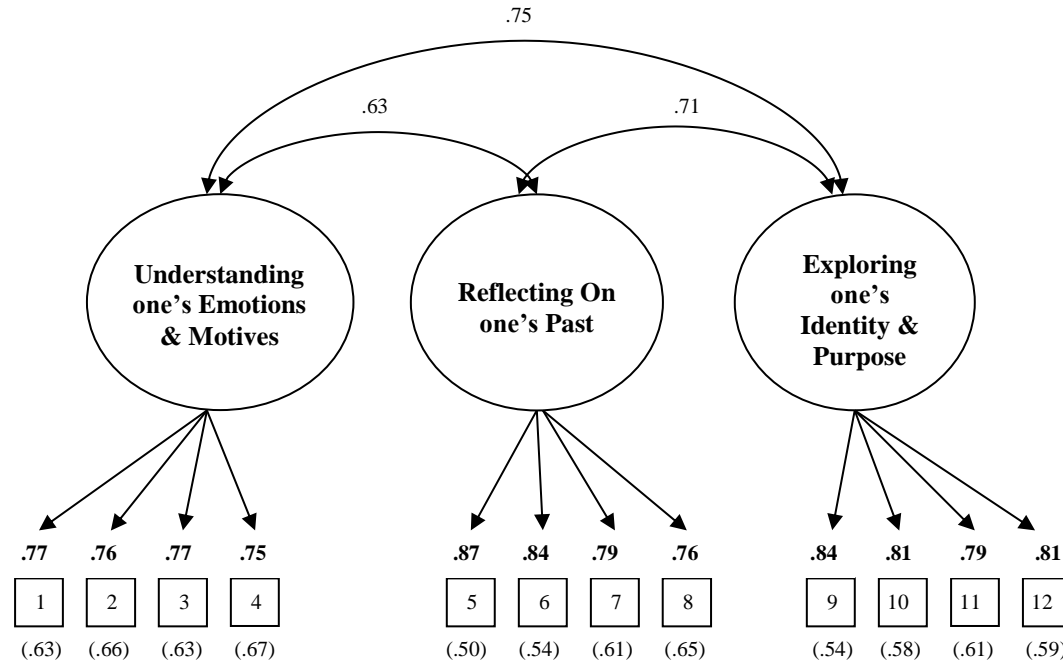 .75
.63 .71
Understanding
one's Emotions
& Motives
Reflecting On
one's Past
Exploring
one's
Identity &
Purpose
.77 .76 .77 .75 .87 .84 .79 .76 .84 .81 .79 .81
1 2 3 4 5 6 7 8 9 10 11 12
(.63) (.66) (.63) (.67) (.50) (.54) (.61) (.65) (.54) (.58) (.61) (.59)